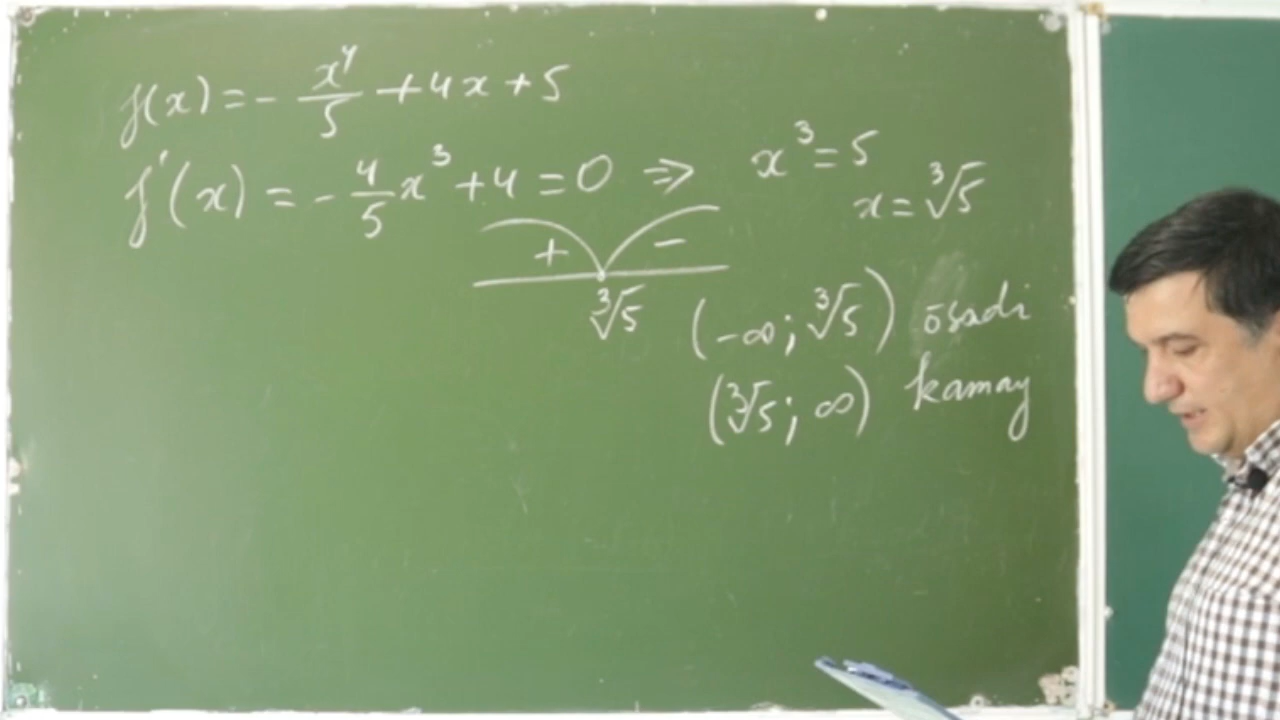 f(x) = - x⁴/5 + 4x + 5
f'(x) = - 4/5 x³ + 4 = 0 ⇒ x³ = 5
x = ∛5
+ -
∛5
(-∞; ∛5) ōsadi
(∛5; ∞) kamay